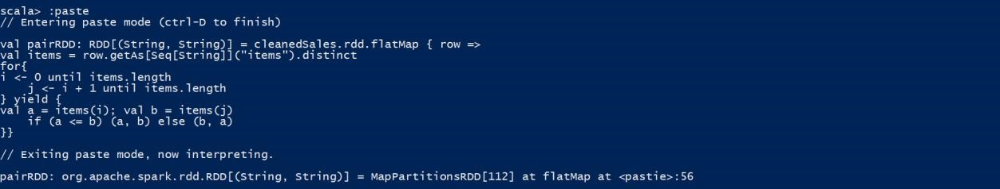 scala> :paste
// Entering paste mode (ctrl-D to finish)
val pairRDD: RDD[(String, String)] = cleanedSales.rdd.flatMap { row =>
val items = row.getAs[Seq[String]]("items").distinct
for{
i <- 0 until items.length
    j <- i + 1 until items.length
} yield {
val a = items(i); val b = items(j)
    if (a <= b) (a, b) else (b, a)
}}
// Exiting paste mode, now interpreting.
pairRDD: org.apache.spark.rdd.RDD[(String, String)] = MapPartitionsRDD[112] at flatMap at <pastie>:56